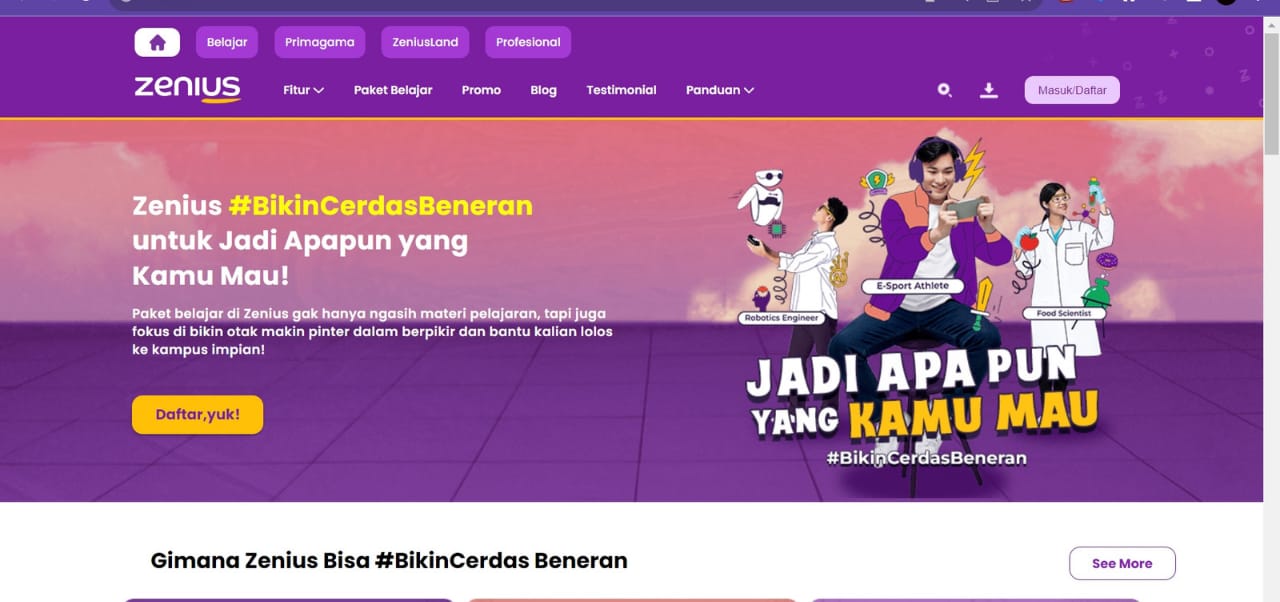 Belajar
Primagama
ZeniusLand
Profesional
zenius
Fitur
Paket Belajar
Promo
Blog
Testimonial
Panduan
Masuk/Daftar
Zenius #BikinCerdasBeneran
untuk Jadi Apapun yang
Kamu Mau!
Paket belajar di Zenius gak hanya ngasih materi pelajaran, tapi juga
fokus di bikin otak makin pinter dalam berpikir dan bantu kalian lolos
ke kampus impian!
Daftar,yuk!
E-Sport Athlete
Robotics Engineer
Food Scientist
JADI APA PUN
YANG KAMU MAU
#BikinCerdasBeneran
Gimana Zenius Bisa #BikinCerdas Beneran
See More